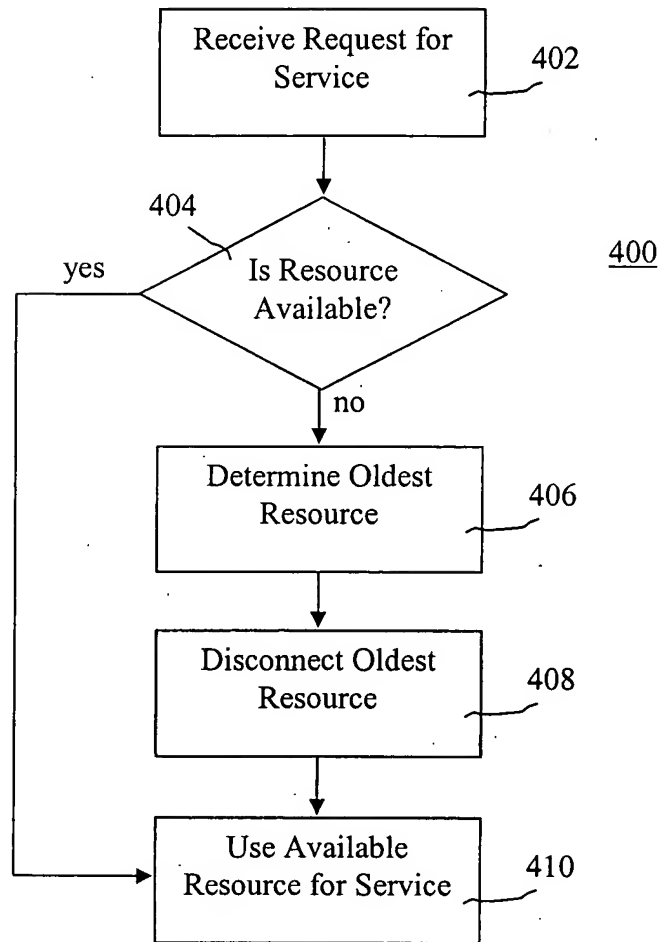 Receive Request for
Service
402
404
400
yes
Is Resource
Available?
no
Determine Oldest
Resource
406
Disconnect Oldest
Resource
408
Use Available
Resource for Service
410